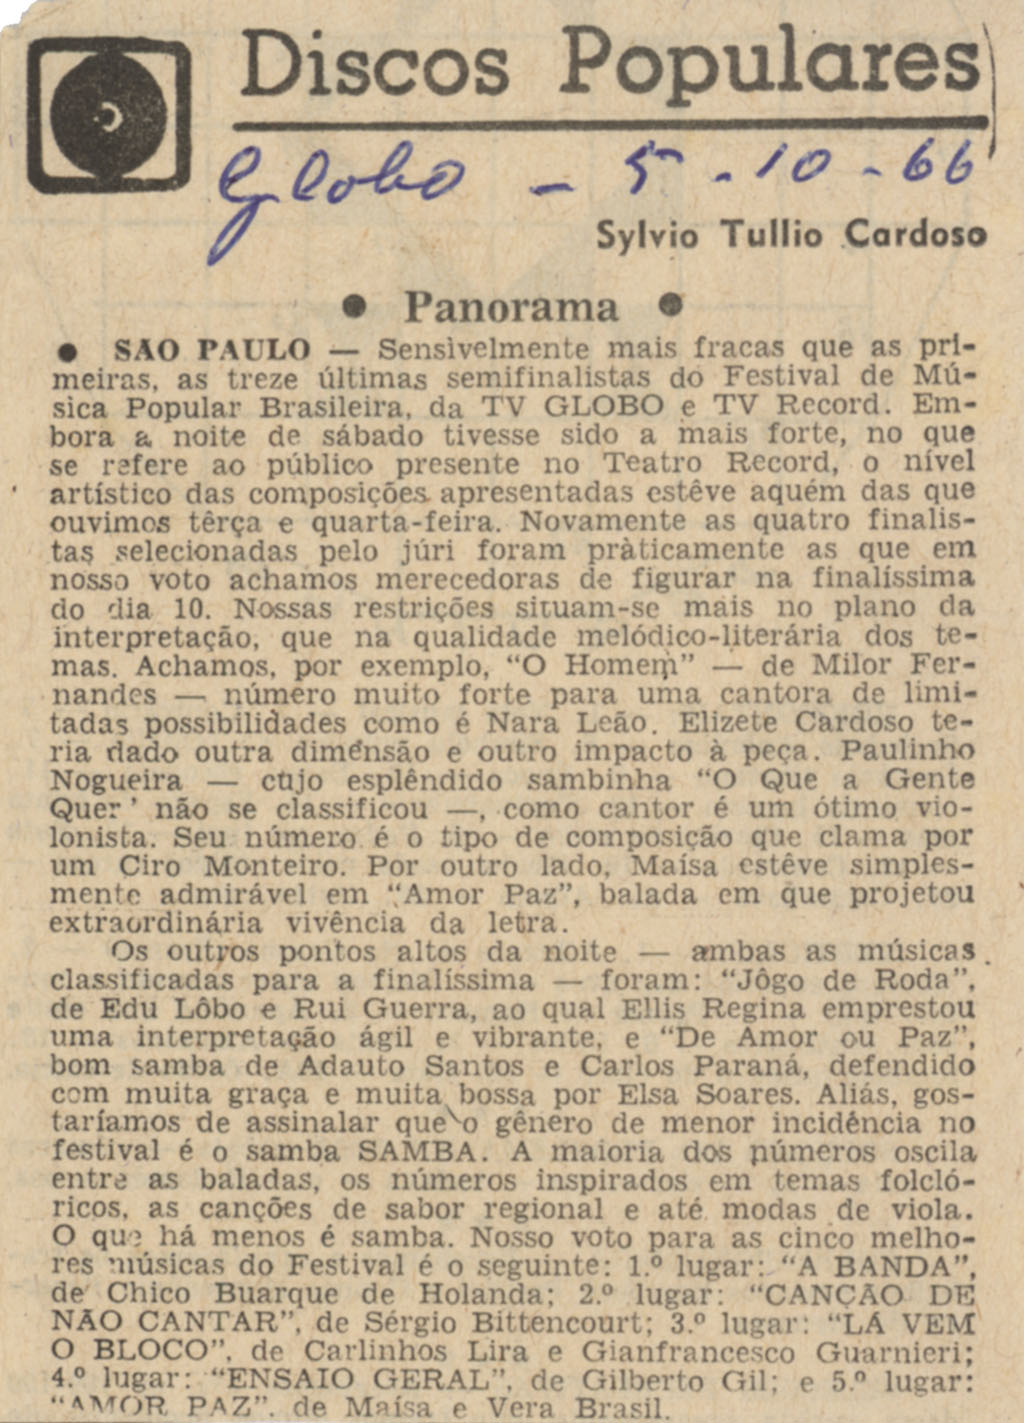 Discos Populares
Globo - 5 - 10 - 66
Sylvio Tullio Cardoso
● Panorama ●
● SAO PAULO — Sensivelmente mais fracas que as pri-
meiras, as treze últimas semifinalistas do Festival de Mú-
sica Popular Brasileira, da TV GLOBO e TV Record. Em-
bora a noite de sábado tivesse sido a mais forte, no que
se refere ao público presente no Teatro Record, o nível
artístico das composições apresentadas estêve aquém das que
ouvimos têrça e quarta-feira. Novamente as quatro finalis-
tas selecionadas pelo júri foram pràticamente as que em
nosso voto achamos merecedoras de figurar na finalíssima
do dia 10. Nossas restrições situam-se mais no plano da
interpretação, que na qualidade melódico-literária dos te-
mas. Achamos, por exemplo, “O Homem” — de Milor Fer-
nandes — número muito forte para uma cantora de limi-
tadas possibilidades como é Nara Leão. Elizete Cardoso te-
ria dado outra dimensão e outro impacto à peça. Paulinho
Nogueira — cujo esplêndido sambinha “O Que a Gente
Quer’ não se classificou —, como cantor é um ótimo vio-
lonista. Seu número é o tipo de composição que clama por
um Ciro Monteiro. Por outro lado, Maísa estêve simples-
mente admirável em “Amor Paz”, balada em que projetou
extraordinária vivência da letra.
Os outros pontos altos da noite — ambas as músicas
classificadas para a finalíssima — foram: “Jôgo de Roda”,
de Edu Lôbo e Rui Guerra, ao qual Ellis Regina emprestou
uma interpretação ágil e vibrante, e “De Amor ou Paz”,
bom samba de Adauto Santos e Carlos Paraná, defendido
com muita graça e muita bossa por Elsa Soares. Aliás, gos-
taríamos de assinalar que o gênero de menor incidência no
festival é o samba SAMBA. A maioria dos números oscila
entre as baladas, os números inspirados em temas folcló-
ricos, as canções de sabor regional e até modas de viola.
O que há menos é samba. Nosso voto para as cinco melho-
res músicas do Festival é o seguinte: 1.º lugar: “A BANDA”,
de Chico Buarque de Holanda; 2.º lugar: “CANÇÃO DE
NÃO CANTAR”, de Sérgio Bittencourt; 3.º lugar: “LÁ VEM
O BLOCO”, de Carlinhos Lira e Gianfrancesco Guarnieri;
4.º lugar: “ENSAIO GERAL”, de Gilberto Gil; e 5.º lugar:
“AMOR PAZ”, de Maísa e Vera Brasil.